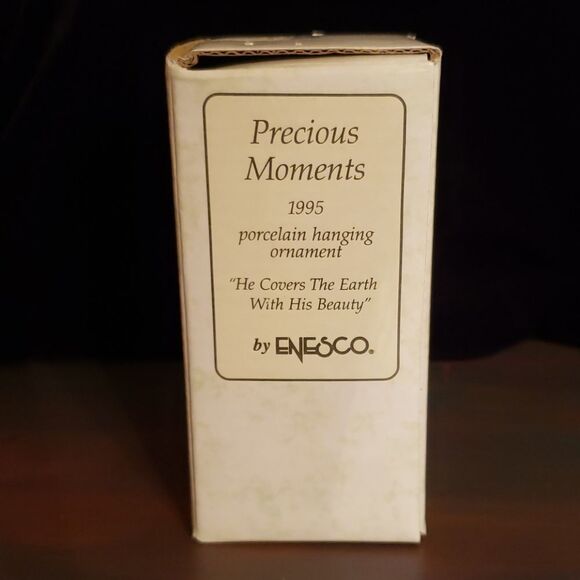 Precious
Moments
1995
porcelain hanging
ornament
"He Covers The Earth
With His Beauty"
by ENESCO®